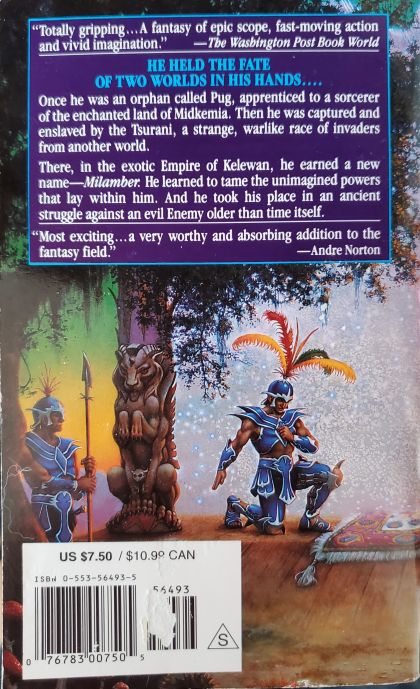 “Totally gripping...A fantasy of epic scope, fast-moving action
and vivid imagination.” —The Washington Post Book World
HE HELD THE FATE
OF TWO WORLDS IN HIS HANDS....
Once he was an orphan called Pug, apprenticed to a sorcerer
of the enchanted land of Midkemia. Then he was captured and
enslaved by the Tsurani, a strange, warlike race of invaders
from another world.
There, in the exotic Empire of Kelewan, he earned a new
name—Milamber. He learned to tame the unimagined powers
that lay within him. And he took his place in an ancient
struggle against an evil Enemy older than time itself.
“Most exciting...a very worthy and absorbing addition to the
fantasy field.” —Andre Norton
US $7.50 / $10.99 CAN
ISBN 0-553-56493-5
56493
S
0 76783 00750 5